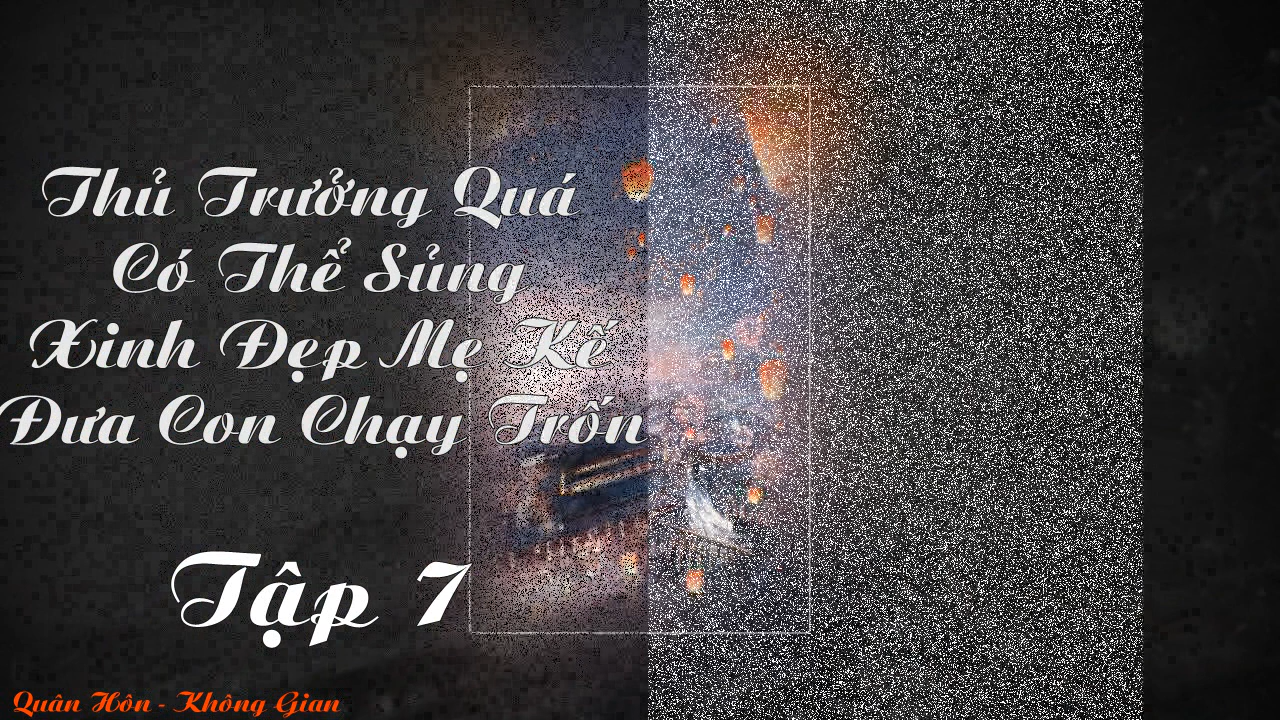 Thủ Trưởng Quá
Có Thể Sủng
Xinh Đẹp Mẹ Kế
Đưa Con Chạy Trốn
Tập 7
Quân Hôn - Không Gian